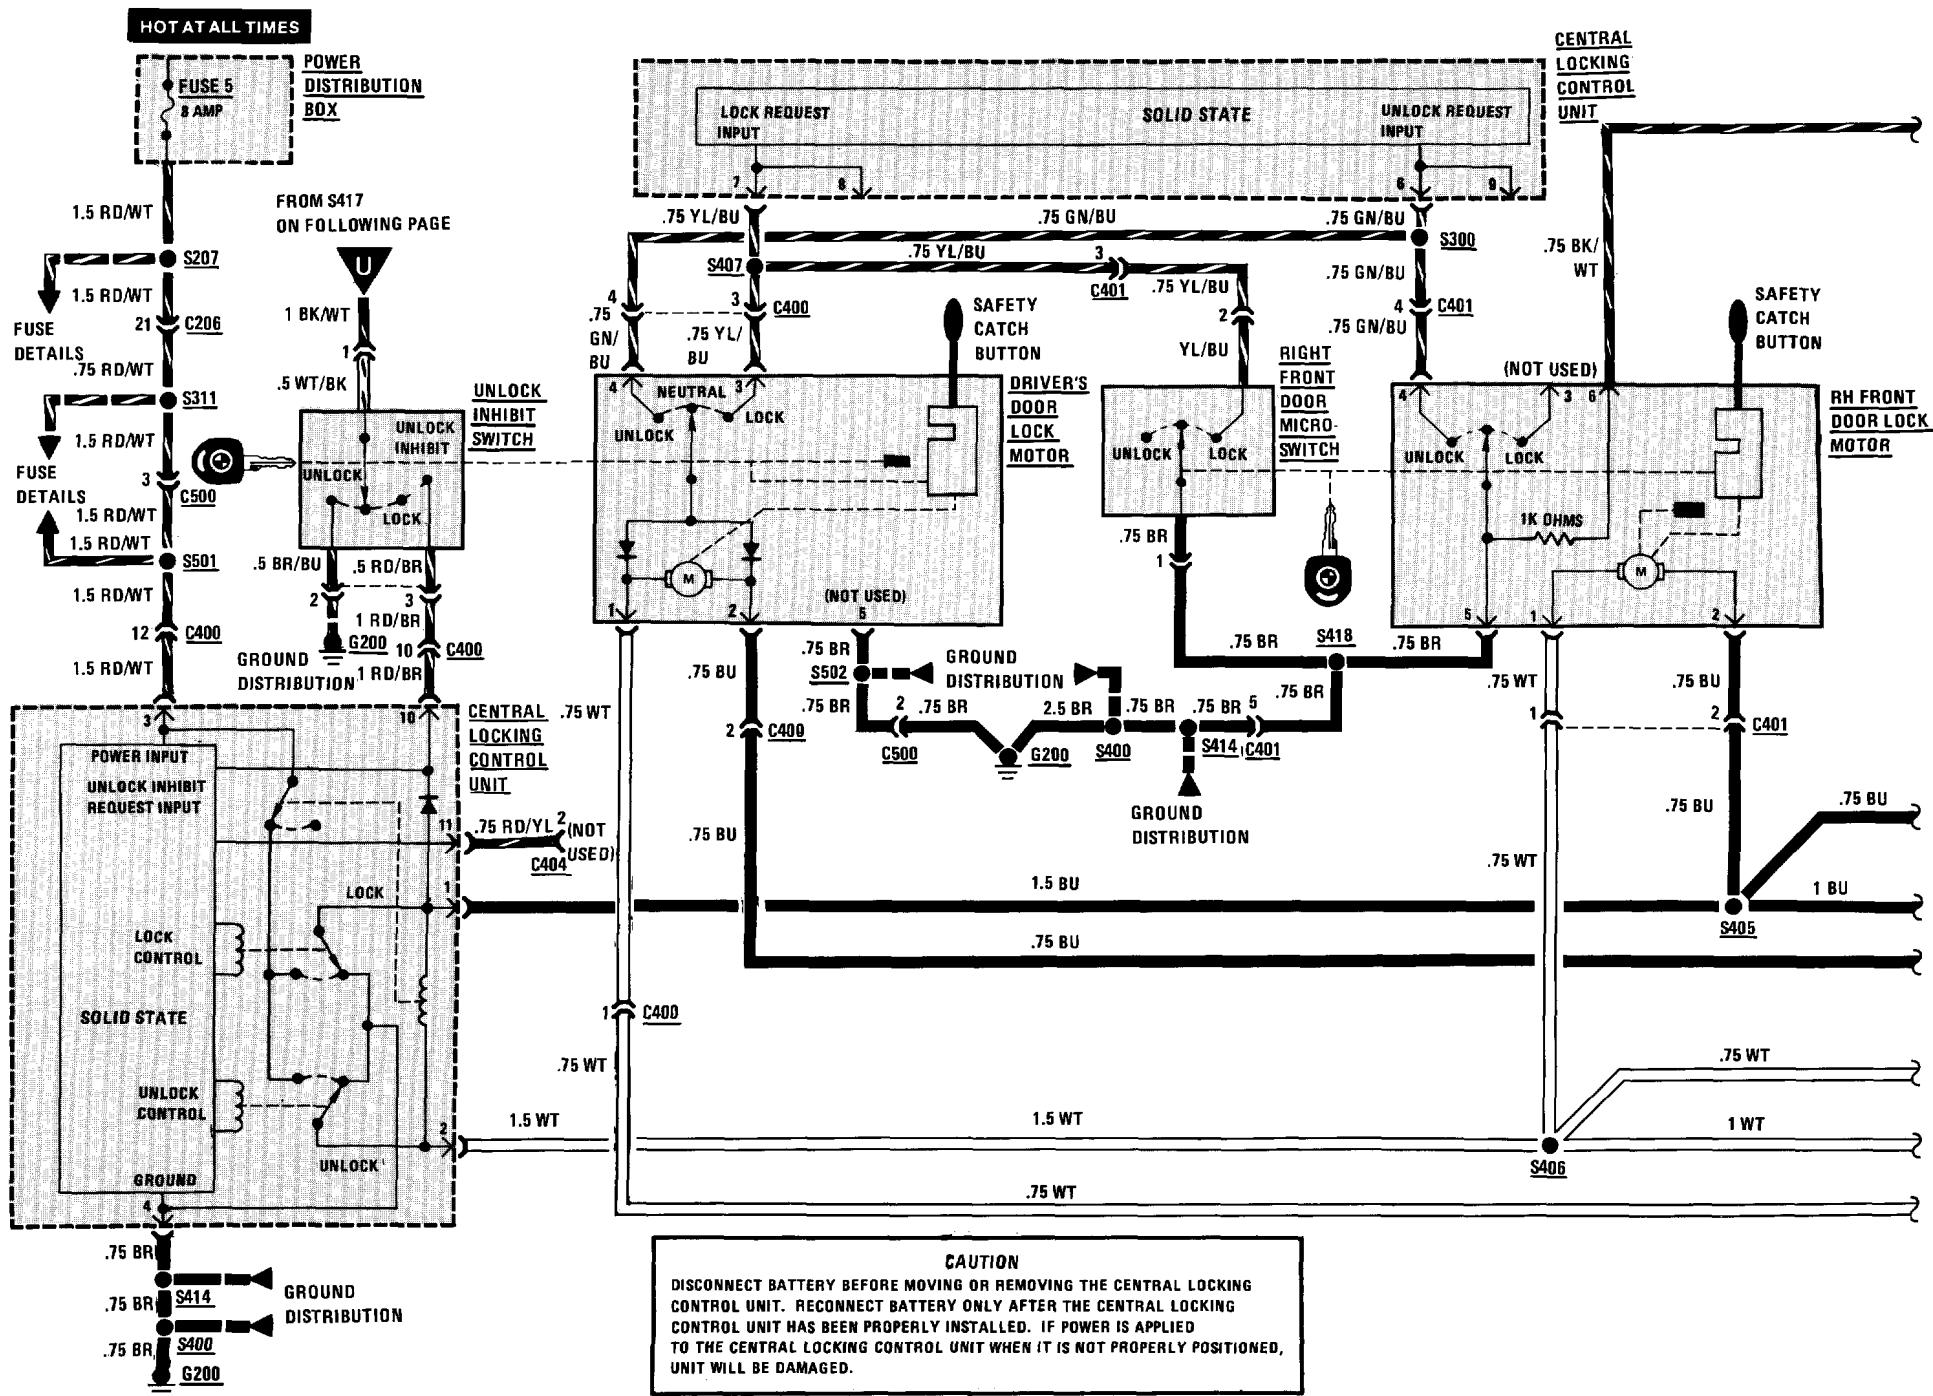 HOT AT ALL TIMES
FUSE 5
8 AMP
POWER
DISTRIBUTION
BOX
1.5 RD/WT
S207
1.5 RD/WT
FUSE
DETAILS
21
C206
.75 RD/WT
S311
1.5 RD/WT
FUSE
DETAILS
3
C500
1.5 RD/WT
1.5 RD/WT
S501
1.5 RD/WT
12
C400
1.5 RD/WT
FROM S417
ON FOLLOWING PAGE
U
1 BK/WT
1
.5 WT/BK
UNLOCK
INHIBIT
SWITCH
UNLOCK
INHIBIT
UNLOCK
LOCK
.5 BR/BU
.5 RD/BR
2
3
1 RD/BR
G200
10
C400
GROUND
DISTRIBUTION
1 RD/BR
3
10
CENTRAL
LOCKING
CONTROL
UNIT
POWER INPUT
UNLOCK INHIBIT
REQUEST INPUT
11
.75 RD/YL
2
(NOT
USED)
C404
LOCK
1
LOCK
CONTROL
SOLID STATE
UNLOCK
CONTROL
2
UNLOCK
GROUND
4
.75 BR
S414
GROUND
DISTRIBUTION
.75 BR
S400
.75 BR
G200
CENTRAL
LOCKING
CONTROL
UNIT
LOCK REQUEST
INPUT
SOLID STATE
UNLOCK REQUEST
INPUT
7
8
6
9
.75 YL/BU
.75 GN/BU
.75 GN/BU
S300
.75 YL/BU
S407
3
C401
.75 YL/BU
.75 GN/BU
.75 BK/
WT
4
.75
GN/
BU
3
C400
.75 YL/
BU
2
YL/BU
4
C401
.75 GN/BU
SAFETY
CATCH
BUTTON
SAFETY
CATCH
BUTTON
4
NEUTRAL
3
UNLOCK
LOCK
DRIVER'S
DOOR
LOCK
MOTOR
M
(NOT USED)
1
2
5
RIGHT
FRONT
DOOR
MICRO-
SWITCH
UNLOCK
LOCK
.75 BR
1
(NOT USED)
4
3
6
UNLOCK
LOCK
RH FRONT
DOOR LOCK
MOTOR
1K OHMS
M
5
1
2
.75 BR
S502
GROUND
DISTRIBUTION
.75 BR
2
.75 BR
C500
G200
2.5 BR
S400
.75 BR
S414
.75 BR
5
C401
GROUND
DISTRIBUTION
.75 BR
S418
.75 BR
.75 BR
.75 WT
.75 BU
2
C400
.75 BU
.75 WT
.75 BU
1
2
C401
.75 BU
.75 BU
.75 WT
1.5 BU
1 BU
S405
.75 BU
1
C400
.75 WT
.75 WT
1.5 WT
1.5 WT
1 WT
S406
.75 WT
CAUTION
DISCONNECT BATTERY BEFORE MOVING OR REMOVING THE CENTRAL LOCKING
CONTROL UNIT. RECONNECT BATTERY ONLY AFTER THE CENTRAL LOCKING
CONTROL UNIT HAS BEEN PROPERLY INSTALLED. IF POWER IS APPLIED
TO THE CENTRAL LOCKING CONTROL UNIT WHEN IT IS NOT PROPERLY POSITIONED,
UNIT WILL BE DAMAGED.